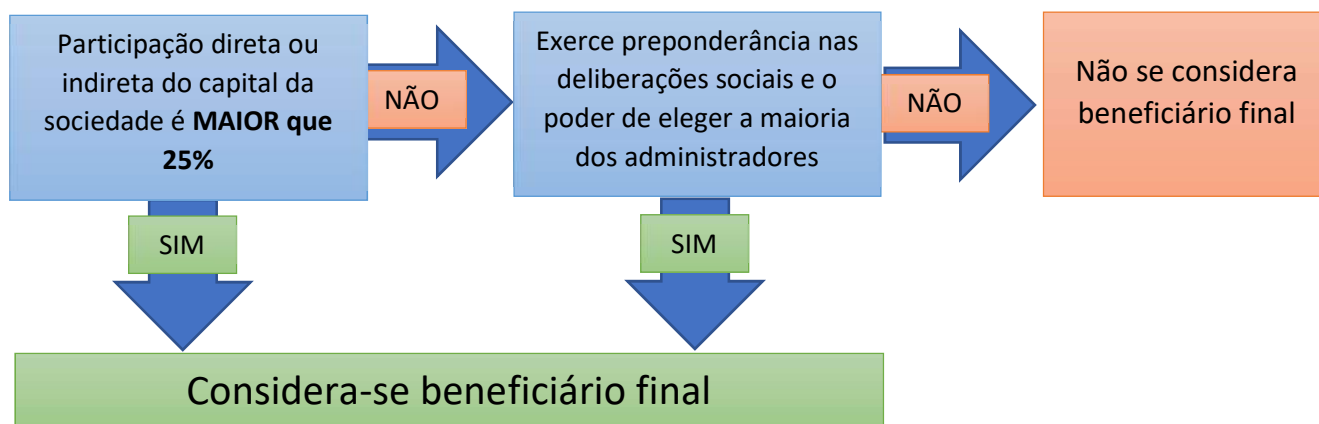 Participação direta ou
indireta do capital da
sociedade é MAIOR que
25%
NÃO
Exerce preponderância nas
deliberações sociais e o
poder de eleger a maioria
dos administradores
NÃO
Não se considera
beneficiário final
SIM
SIM
Considera-se beneficiário final